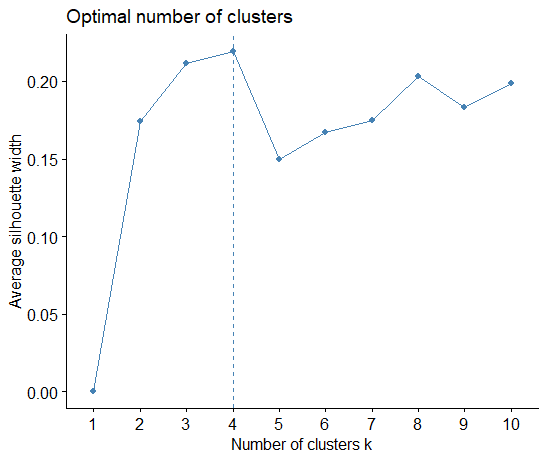 Optimal number of clusters
Average silhouette width
0.20
0.15
0.10
0.05
0.00
1 2 3 4 5 6 7 8 9 10
Number of clusters k